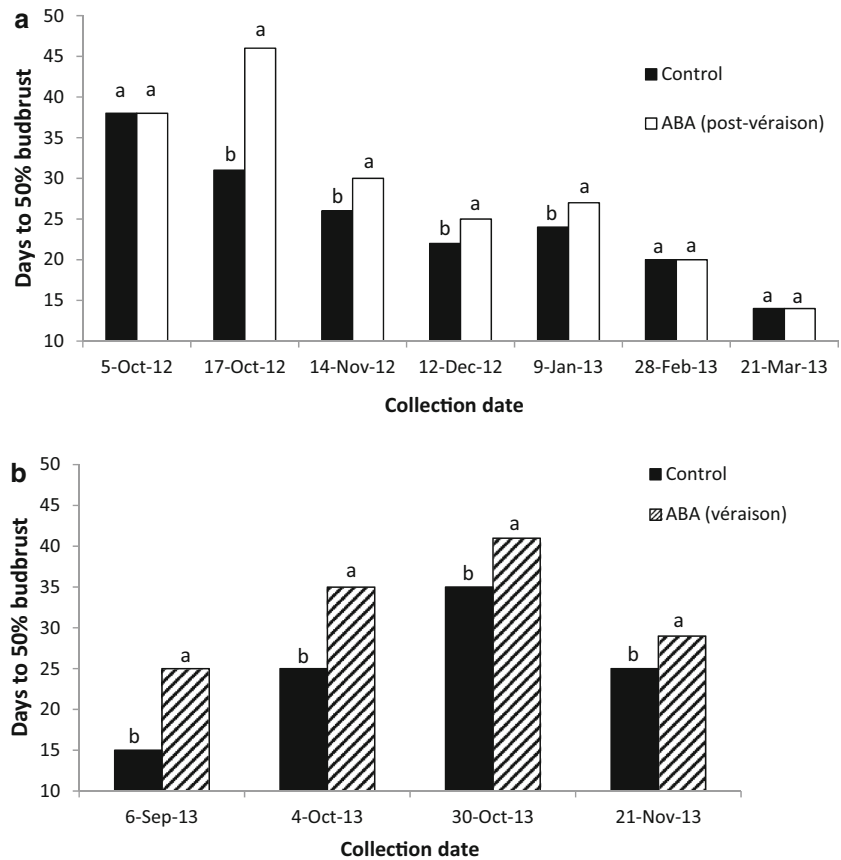 a
50
45
40
35
30
25
20
15
10
Days to 50% budbrust
a a
b a
b a
b a
b a
a a
a a
Control
ABA (post-véraison)
5-Oct-12 17-Oct-12 14-Nov-12 12-Dec-12 9-Jan-13 28-Feb-13 21-Mar-13
Collection date
b
50
45
40
35
30
25
20
15
10
Days to 50% budbrust
b a
b a
b a
b a
Control
ABA (véraison)
6-Sep-13 4-Oct-13 30-Oct-13 21-Nov-13
Collection date